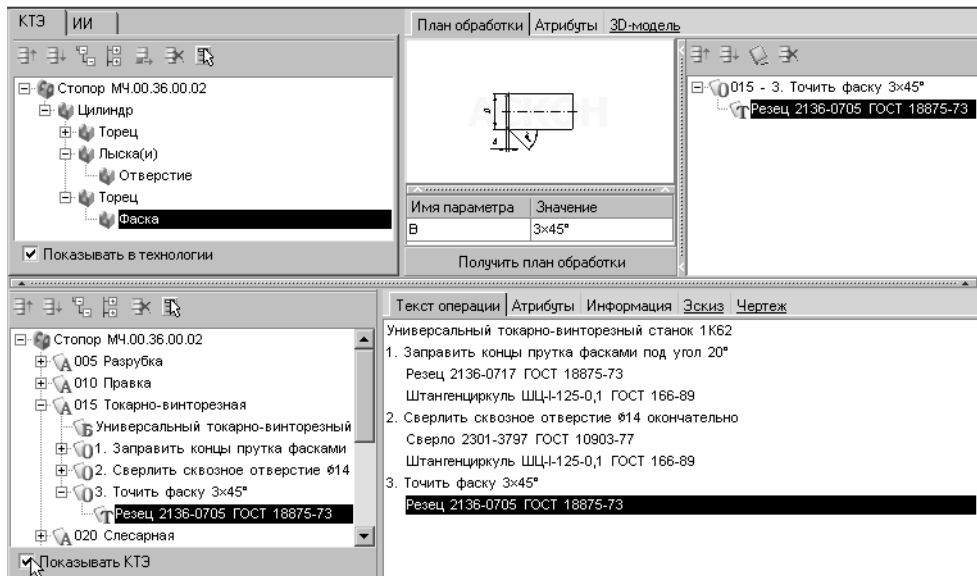 КТЭ ИИ
Стопор МЧ.00.36.00.02
Цилиндр
Торец
Лыска(и)
Отверстие
Торец
Фаска
Показывать в технологии
План обработки Атрибуты 3D-модель
АСКОН
Имя параметра Значение
B 3×45°
Получить план обработки
015 - 3. Точить фаску 3×45°
Резец 2136-0705 ГОСТ 18875-73
Стопор МЧ.00.36.00.02
005 Разрубка
010 Правка
015 Токарно-винторезная
Универсальный токарно-винторезный
1. Заправить концы прутка фасками
2. Сверлить сквозное отверстие ø14
3. Точить фаску 3×45°
Резец 2136-0705 ГОСТ 18875-73
020 Слесарная
Показывать КТЭ
Текст операции Атрибуты Информация Эскиз Чертеж
Универсальный токарно-винторезный станок 1К62
1. Заправить концы прутка фасками под угол 20°
Резец 2136-0717 ГОСТ 18875-73
Штангенциркуль ШЦ-I-125-0,1 ГОСТ 166-89
2. Сверлить сквозное отверстие ø14 окончательно
Сверло 2301-3797 ГОСТ 10903-77
Штангенциркуль ШЦ-I-125-0,1 ГОСТ 166-89
3. Точить фаску 3×45°
Резец 2136-0705 ГОСТ 18875-73